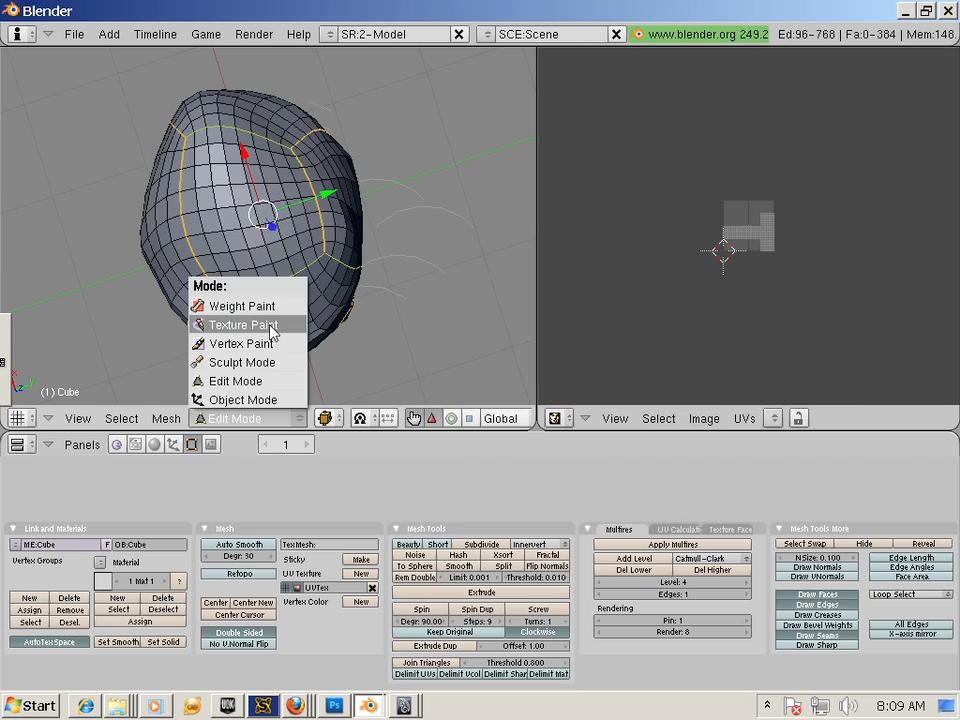 Blender
File Add Timeline Game Render Help SR:2-Model SCE:Scene www.blender.org 249.2 Ed:96-768 | Fa:0-384 | Mem:148.
Mode:
Weight Paint
Texture Paint
Vertex Paint
Sculpt Mode
Edit Mode
Object Mode
x
z y
(1) Cube
View Select Mesh Edit Mode Global
View Select Image UVs
Panels 1
Link and Materials
ME:Cube F OB:Cube
Vertex Groups
Material
1 Mat 1 ?
New Delete New Delete
Assign Remove Select Deselect
Select Desel. Assign
AutoTexSpace Set Smooth Set Solid
Mesh
Auto Smooth TexMesh:
Degr: 30 Sticky Make
Retopo UV Texture New
UVTex
Vertex Color New
Center Center New
Center Cursor
Double Sided
No V.Normal Flip
Mesh Tools
Beauty Short Subdivide Innervert
Noise Hash Xsort Fractal
To Sphere Smooth Split Flip Normals
Rem Double Limit: 0.001 Threshold: 0.010
Extrude
Spin Spin Dup Screw
Degr: 90.00 Steps: 9 Turns: 1
Keep Original Clockwise
Extrude Dup Offset: 1.00
Join Triangles Threshold 0.800
Delimit UVs Delimit Vcol Delimit Shar Delimit Mat
Multires UV Calculati Texture Face
Apply Multires
Add Level Catmull-Clark
Del Lower Del Higher
Level: 4
Edges: 1
Rendering
Pin: 1
Render: 8
Mesh Tools More
Select Swap Hide Reveal
NSize: 0.100 Edge Length
Draw Normals Edge Angles
Draw VNormals Face Area
Draw Faces Loop Select
Draw Edges
Draw Creases
Draw Bevel Weights All Edges
Draw Seams X-axis mirror
Draw Sharp
Start UDK Ps 8:09 AM